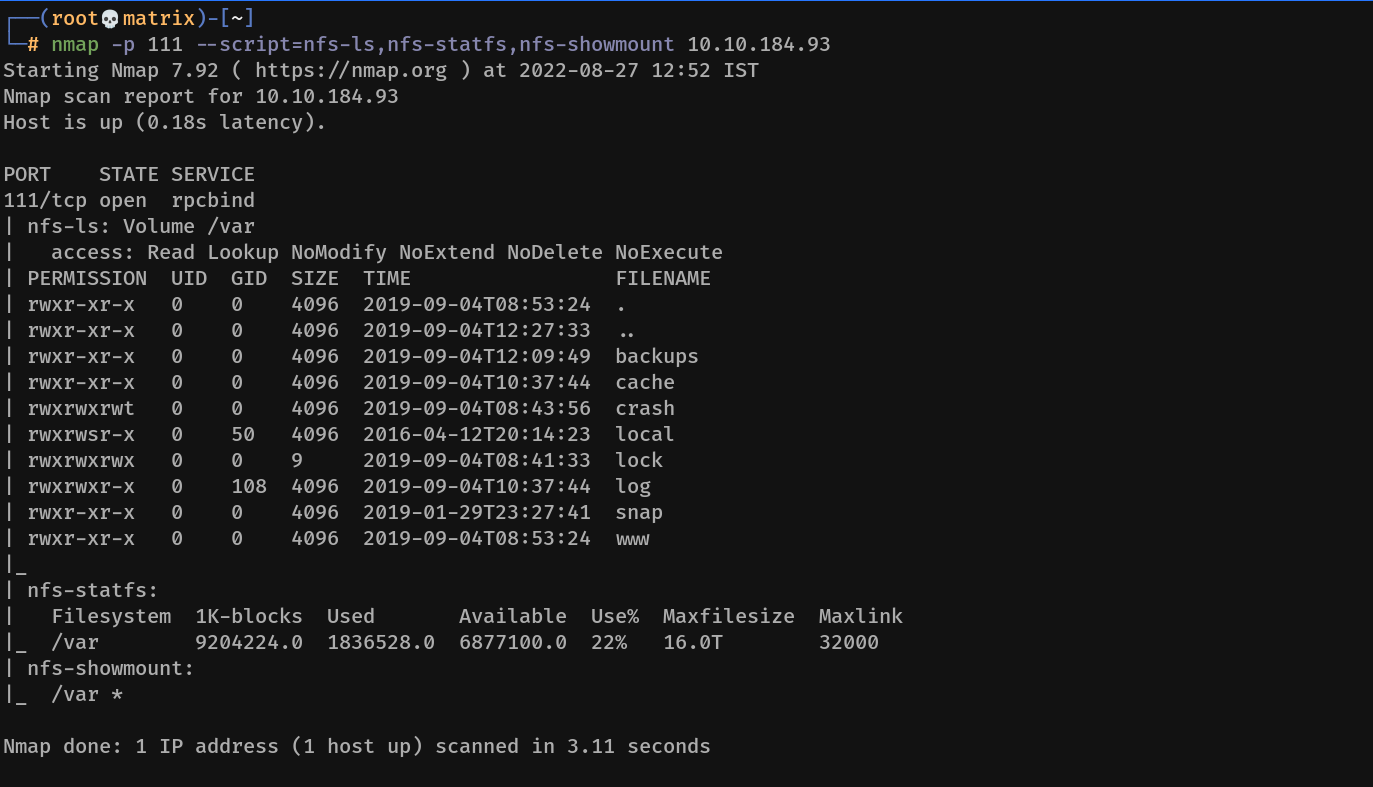 ┌──(root💀matrix)-[~]
└─# nmap -p 111 --script=nfs-ls,nfs-statfs,nfs-showmount 10.10.184.93
Starting Nmap 7.92 ( https://nmap.org ) at 2022-08-27 12:52 IST
Nmap scan report for 10.10.184.93
Host is up (0.18s latency).

PORT    STATE SERVICE
111/tcp open  rpcbind
| nfs-ls: Volume /var
|   access: Read Lookup NoModify NoExtend NoDelete NoExecute
| PERMISSION  UID  GID  SIZE  TIME                 FILENAME
| rwxr-xr-x   0    0    4096  2019-09-04T08:53:24  .
| rwxr-xr-x   0    0    4096  2019-09-04T12:27:33  ..
| rwxr-xr-x   0    0    4096  2019-09-04T12:09:49  backups
| rwxr-xr-x   0    0    4096  2019-09-04T10:37:44  cache
| rwxrwxrwt   0    0    4096  2019-09-04T08:43:56  crash
| rwxrwsr-x   0    50   4096  2016-04-12T20:14:23  local
| rwxrwxrwx   0    0    9     2019-09-04T08:41:33  lock
| rwxrwxr-x   0    108  4096  2019-09-04T10:37:44  log
| rwxr-xr-x   0    0    4096  2019-01-29T23:27:41  snap
| rwxr-xr-x   0    0    4096  2019-09-04T08:53:24  www
|_
| nfs-statfs:
|   Filesystem  1K-blocks  Used       Available  Use%  Maxfilesize  Maxlink
|_  /var        9204224.0  1836528.0  6877100.0  22%   16.0T        32000
| nfs-showmount:
|_  /var *

Nmap done: 1 IP address (1 host up) scanned in 3.11 seconds